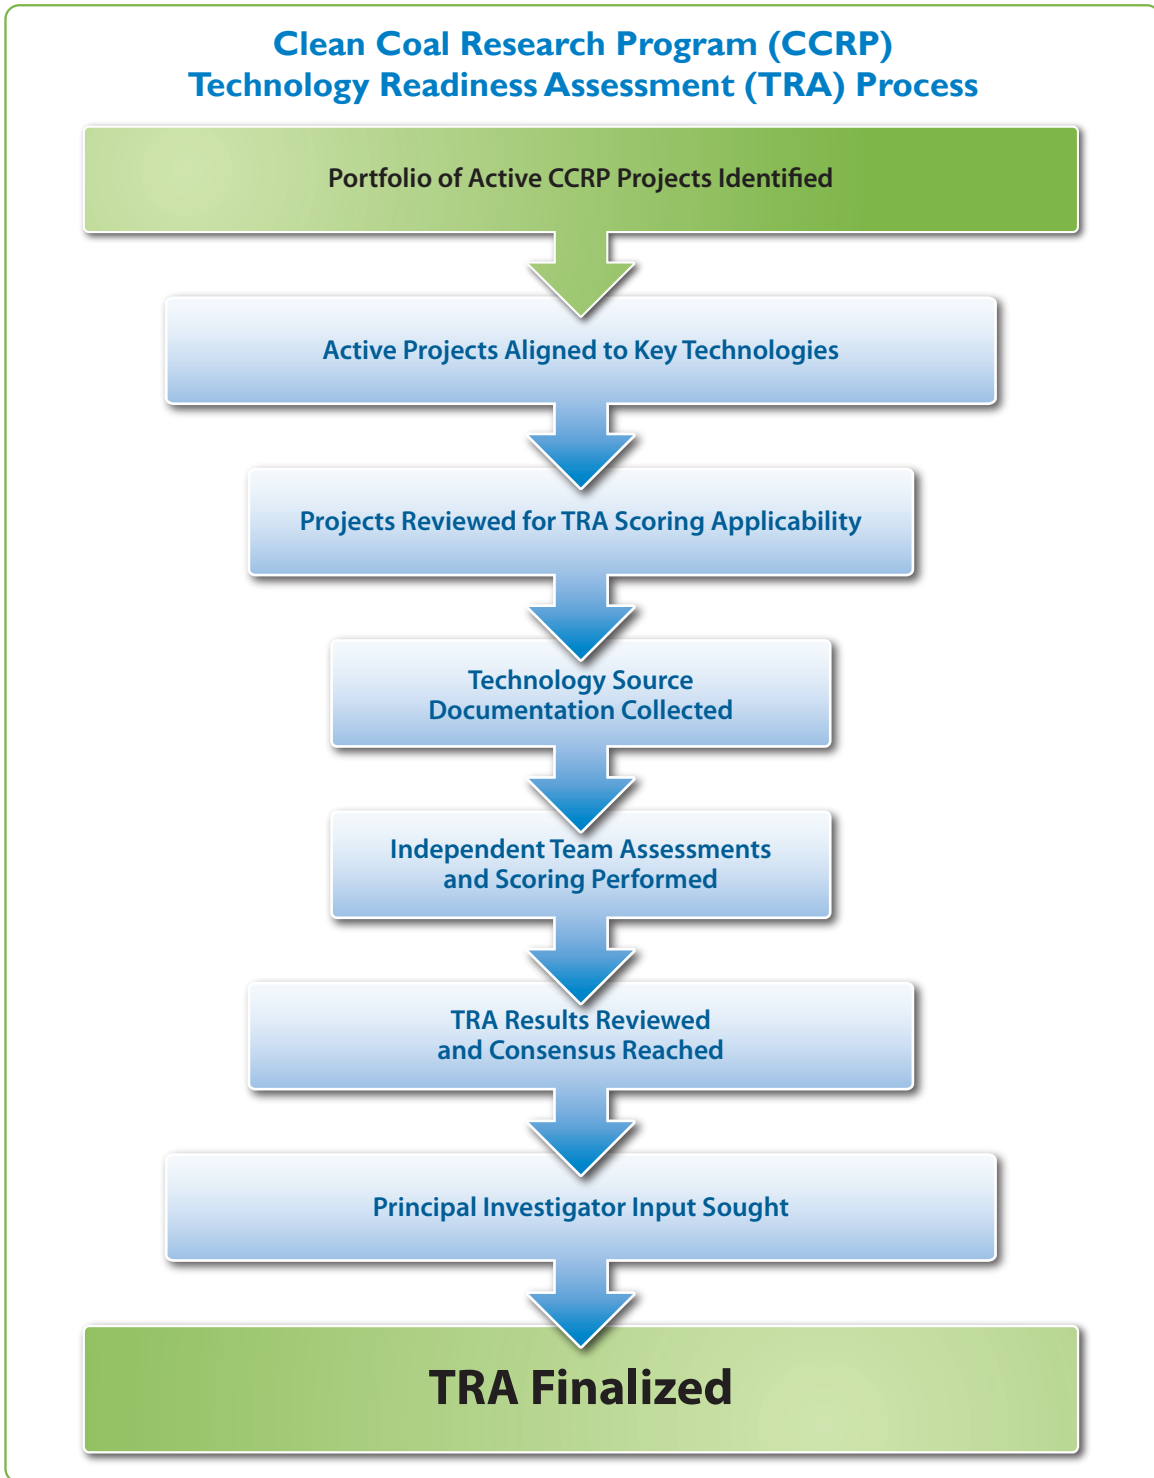 Clean Coal Research Program (CCRP)
Technology Readiness Assessment (TRA) Process
Portfolio of Active CCRP Projects Identified
Active Projects Aligned to Key Technologies
Projects Reviewed for TRA Scoring Applicability
Technology Source
Documentation Collected
Independent Team Assessments
and Scoring Performed
TRA Results Reviewed
and Consensus Reached
Principal Investigator Input Sought
TRA Finalized